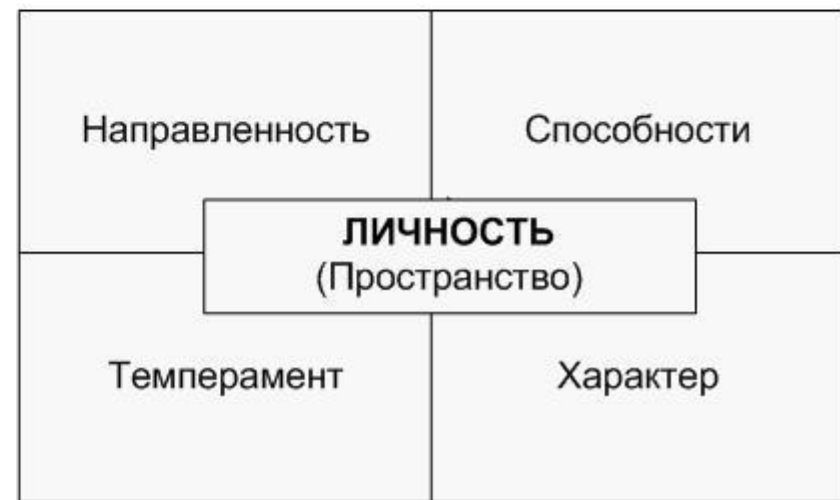 Направленность
Способности
ЛИЧНОСТЬ
(Пространство)
Темперамент
Характер